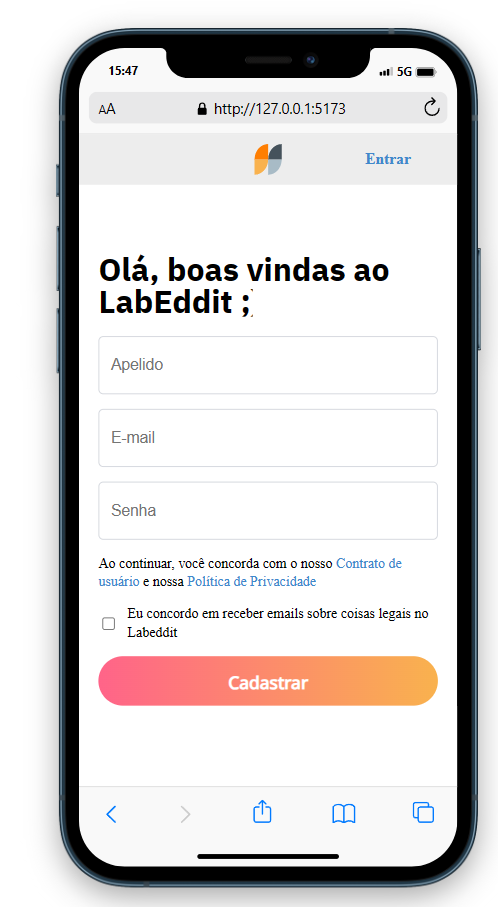 15:47
5G
AA
http://127.0.0.1:5173
Entrar
Olá, boas vindas ao
LabEddit ;)
Apelido
E-mail
Senha
Ao continuar, você concorda com o nosso Contrato de
usuário e nossa Política de Privacidade
Eu concordo em receber emails sobre coisas legais no
Labeddit
Cadastrar